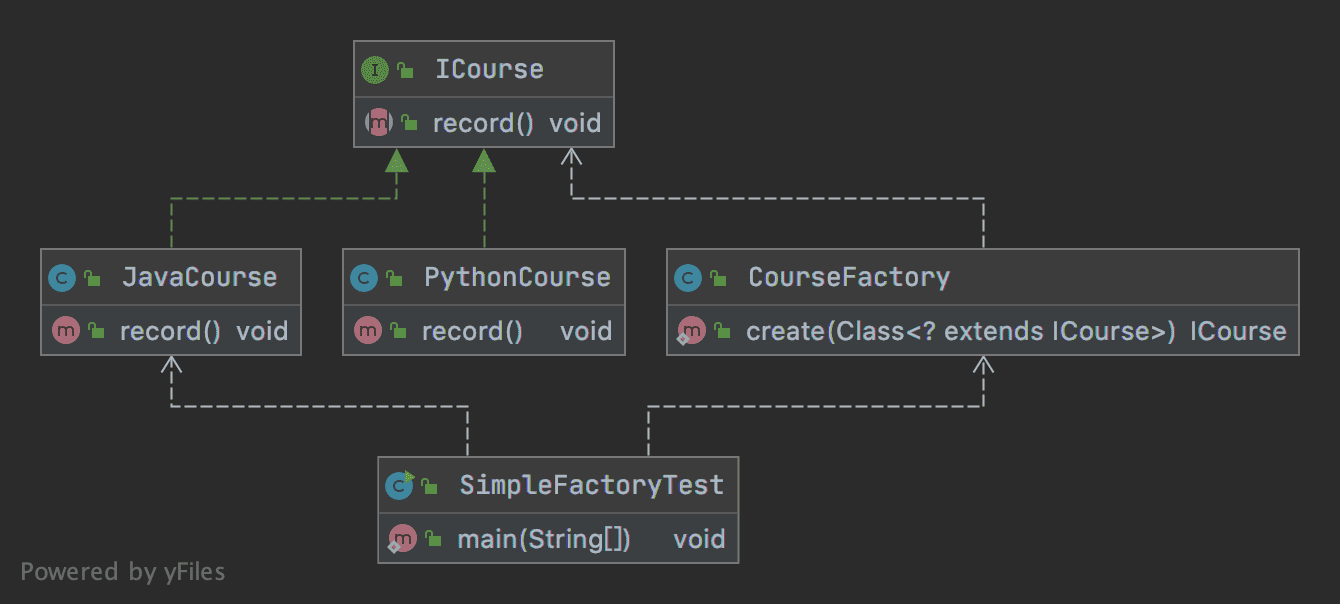 ICourse
record() void
JavaCourse
record() void
PythonCourse
record() void
CourseFactory
create(Class<? extends ICourse>) ICourse
SimpleFactoryTest
main(String[]) void
Powered by yFiles